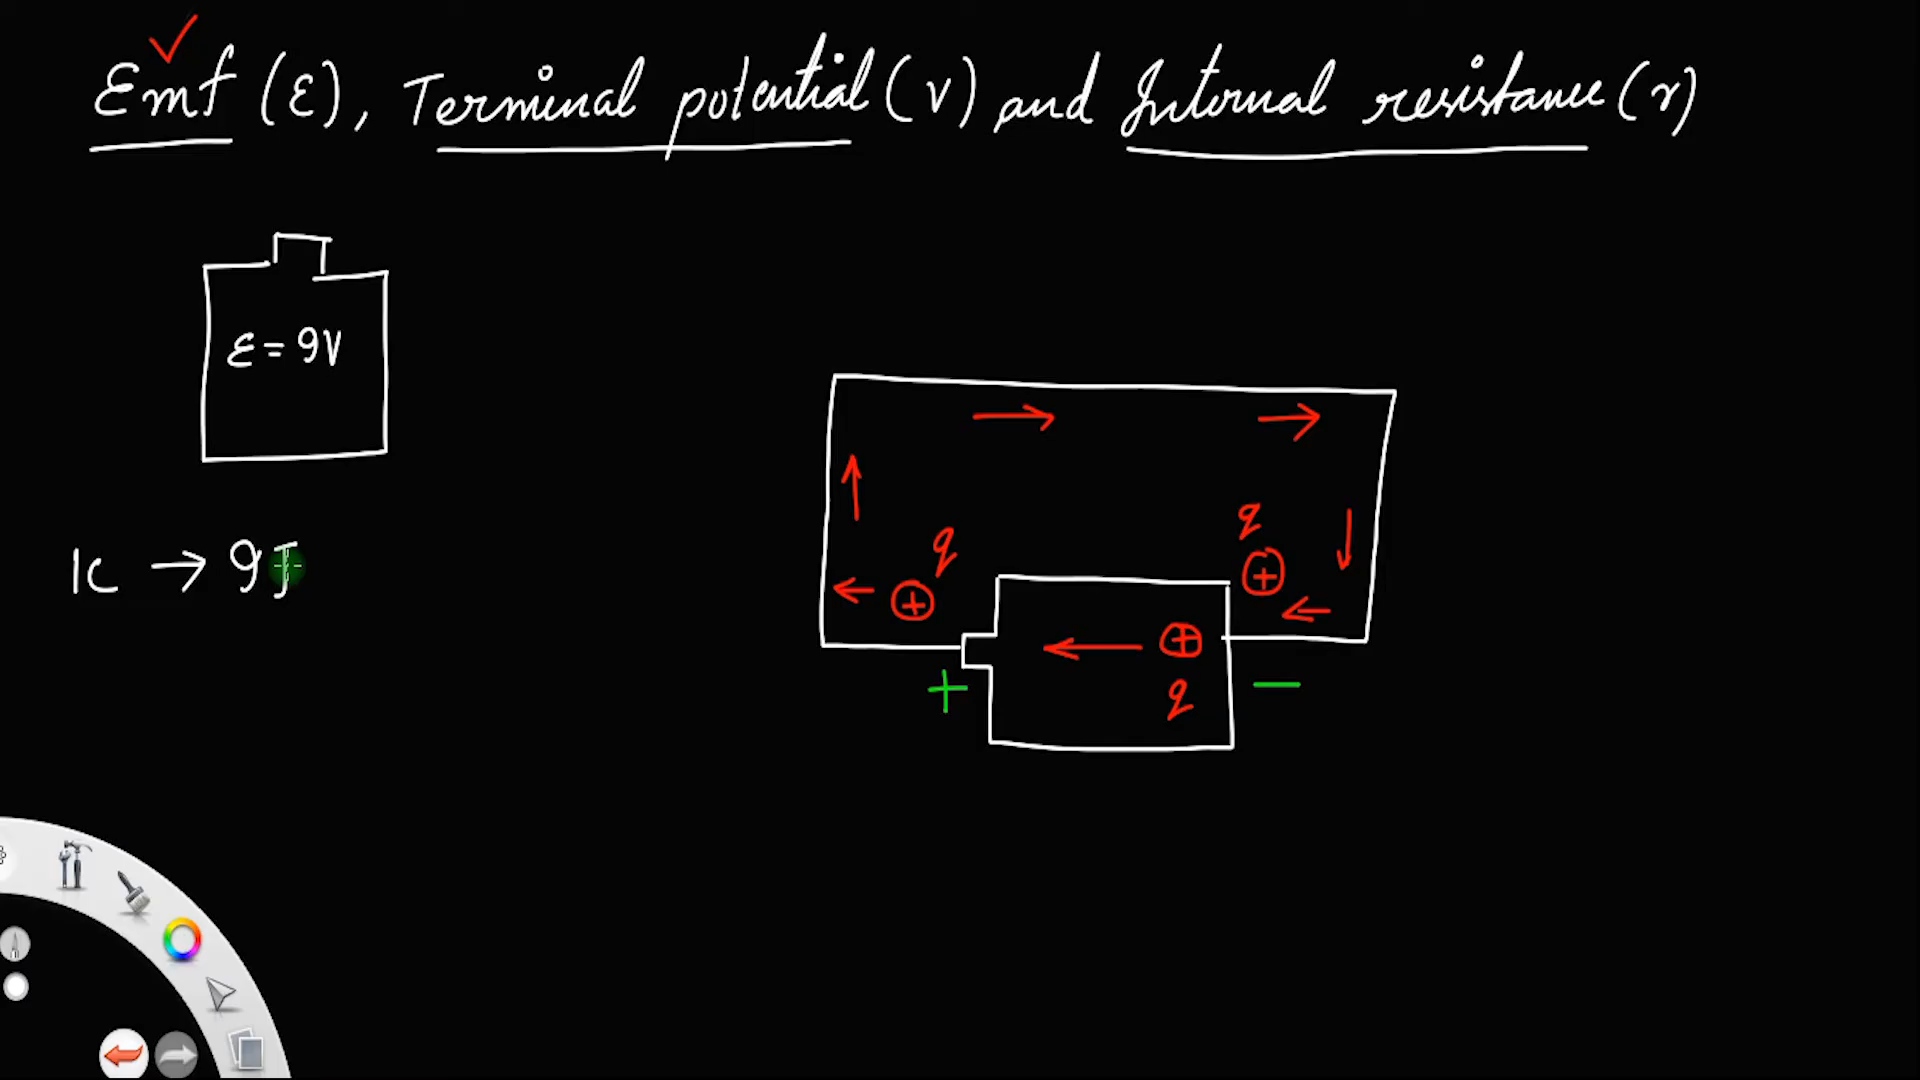 Emf (ε), Terminal potential (v) and Internal resistance (r)
ε = 9V
1C → 9J
q
q
+
+
+
q
+
−